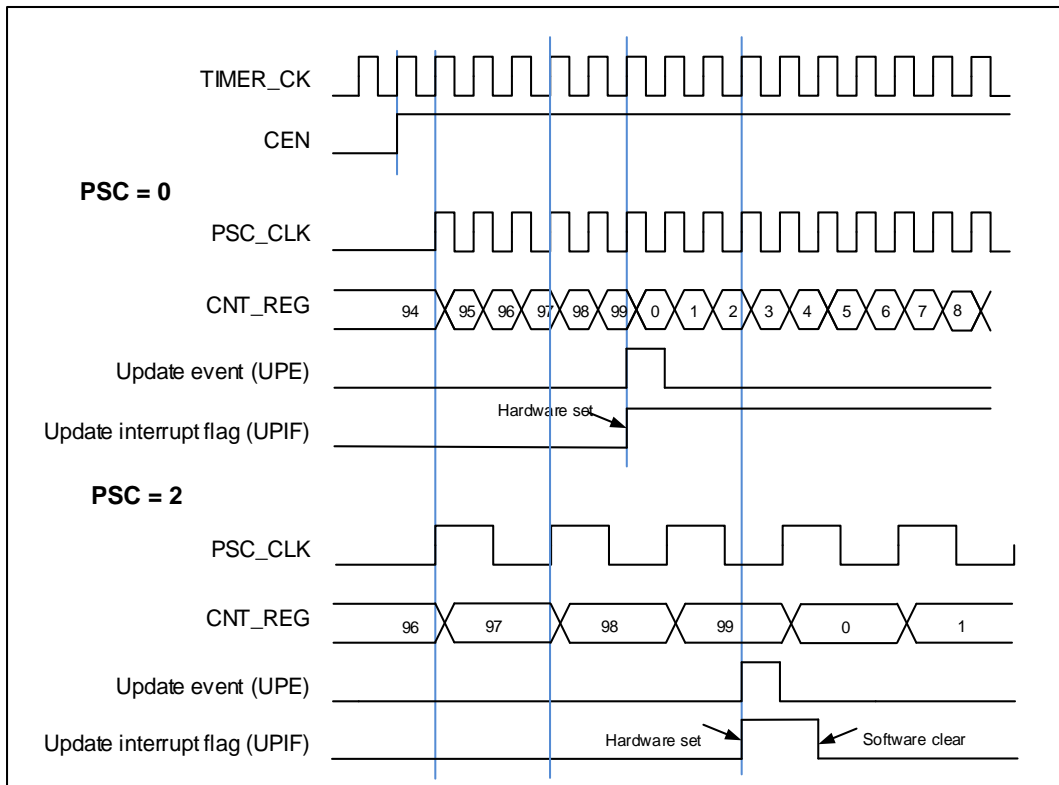 TIMER_CK
CEN
PSC = 0
PSC_CLK
CNT_REG 94 95 96 97 98 99 0 1 2 3 4 5 6 7 8
Update event (UPE)
Hardware set
Update interrupt flag (UPIF)
PSC = 2
PSC_CLK
CNT_REG 96 97 98 99 0 1
Update event (UPE)
Update interrupt flag (UPIF) Hardware set Software clear